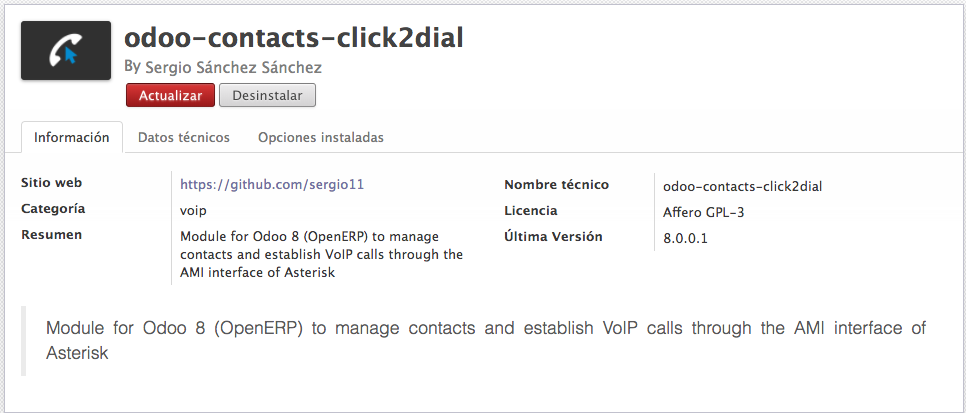 odoo-contacts-click2dial
By Sergio Sánchez Sánchez
Actualizar Desinstalar
Información Datos técnicos Opciones instaladas
Sitio web https://github.com/sergio11
Categoría voip
Resumen Module for Odoo 8 (OpenERP) to manage
contacts and establish VoIP calls through the
AMI interface of Asterisk
Nombre técnico odoo-contacts-click2dial
Licencia Affero GPL-3
Última Versión 8.0.0.1
Module for Odoo 8 (OpenERP) to manage contacts and establish VoIP calls through the AMI interface of
Asterisk